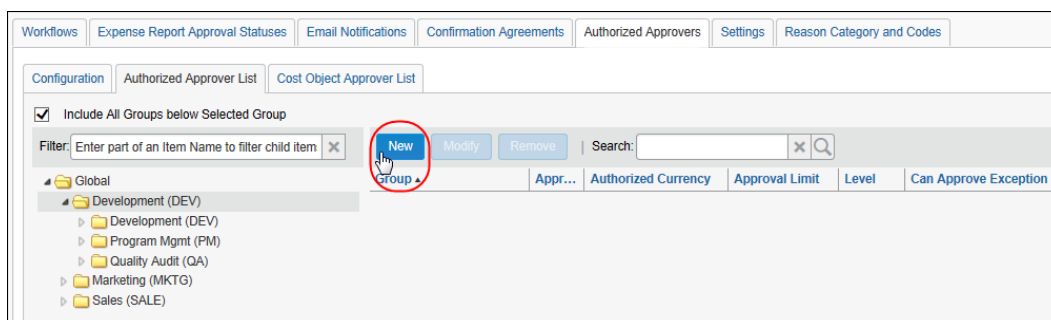 Workflows Expense Report Approval Statuses Email Notifications Confirmation Agreements Authorized Approvers Settings Reason Category and Codes
Configuration Authorized Approver List Cost Object Approver List
Include All Groups below Selected Group
Filter: Enter part of an Item Name to filter child item New Modify Remove | Search:
Group Appr... Authorized Currency Approval Limit Level Can Approve Exception
Global
Development (DEV)
Development (DEV)
Program Mgmt (PM)
Quality Audit (QA)
Marketing (MKTG)
Sales (SALE)